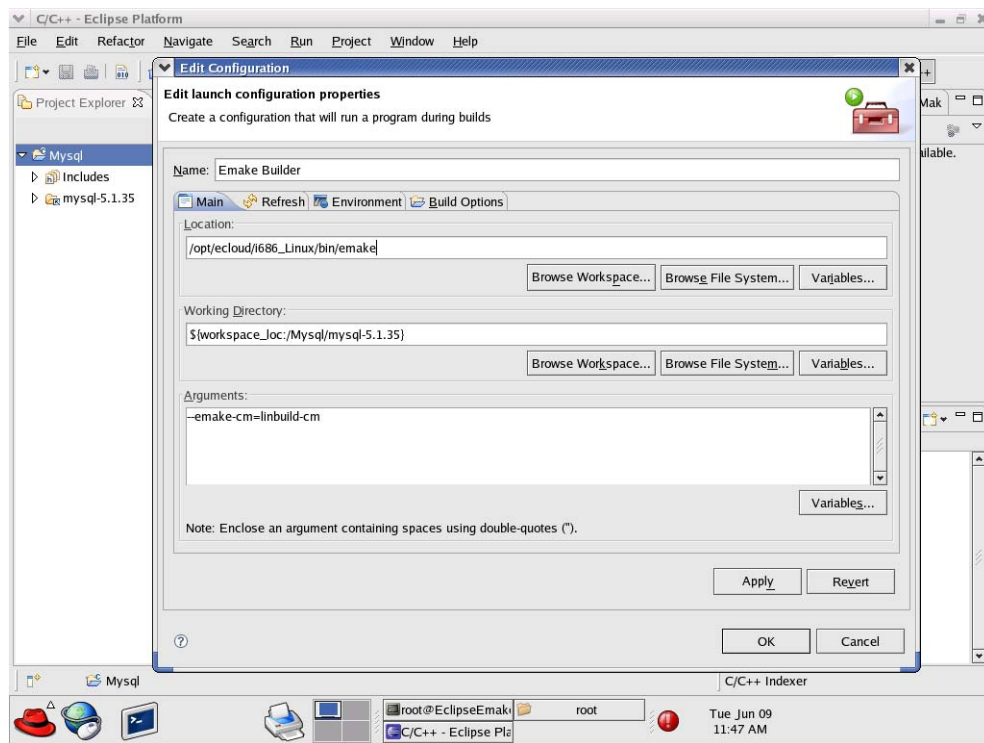 C/C++ - Eclipse Platform
File Edit Refactor Navigate Search Run Project Window Help
Edit Configuration
Project Explorer
Mak
Edit launch configuration properties
Create a configuration that will run a program during builds
Mysql
Includes
mysql-5.1.35
ailable.
Name: Emake Builder
Main Refresh Environment Build Options
Location:
/opt/ecloud/i686_Linux/bin/emake
Browse Workspace... Browse File System... Variables...
Working Directory:
${workspace_loc:/Mysql/mysql-5.1.35}
Browse Workspace... Browse File System... Variables...
Arguments:
--emake-cm=linbuild-cm
Variables...
Note: Enclose an argument containing spaces using double-quotes (").
Apply Revert
OK Cancel
Mysql
C/C++ Indexer
root@EclipseEmak
root
C/C++ - Eclipse Pla
Tue Jun 09
11:47 AM